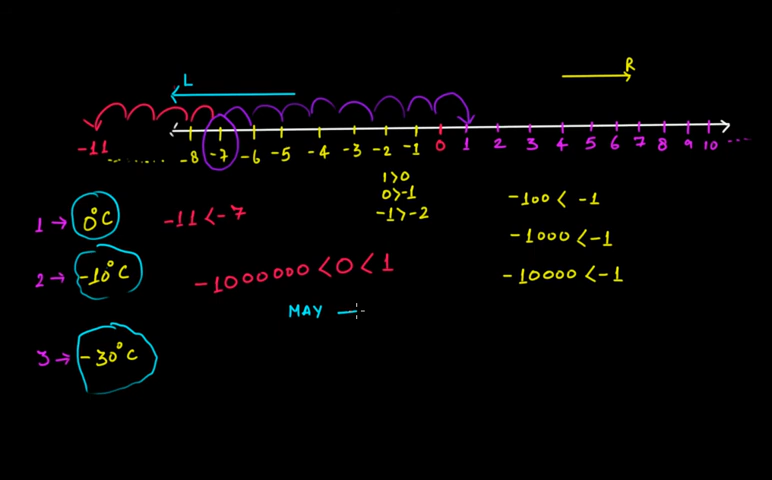 L
R
-11 ........ -8 -7 -6 -5 -4 -3 -2 -1 0 1 2 3 4 5 6 7 8 9 10 ....
1>0
0>-1
-1>-2
-100 < -1
-1000 < -1
-10000 < -1
1 → 0°C
-11 < -7
2 → -10°C
-1000000 < 0 < 1
MAY —
3 → -30°C